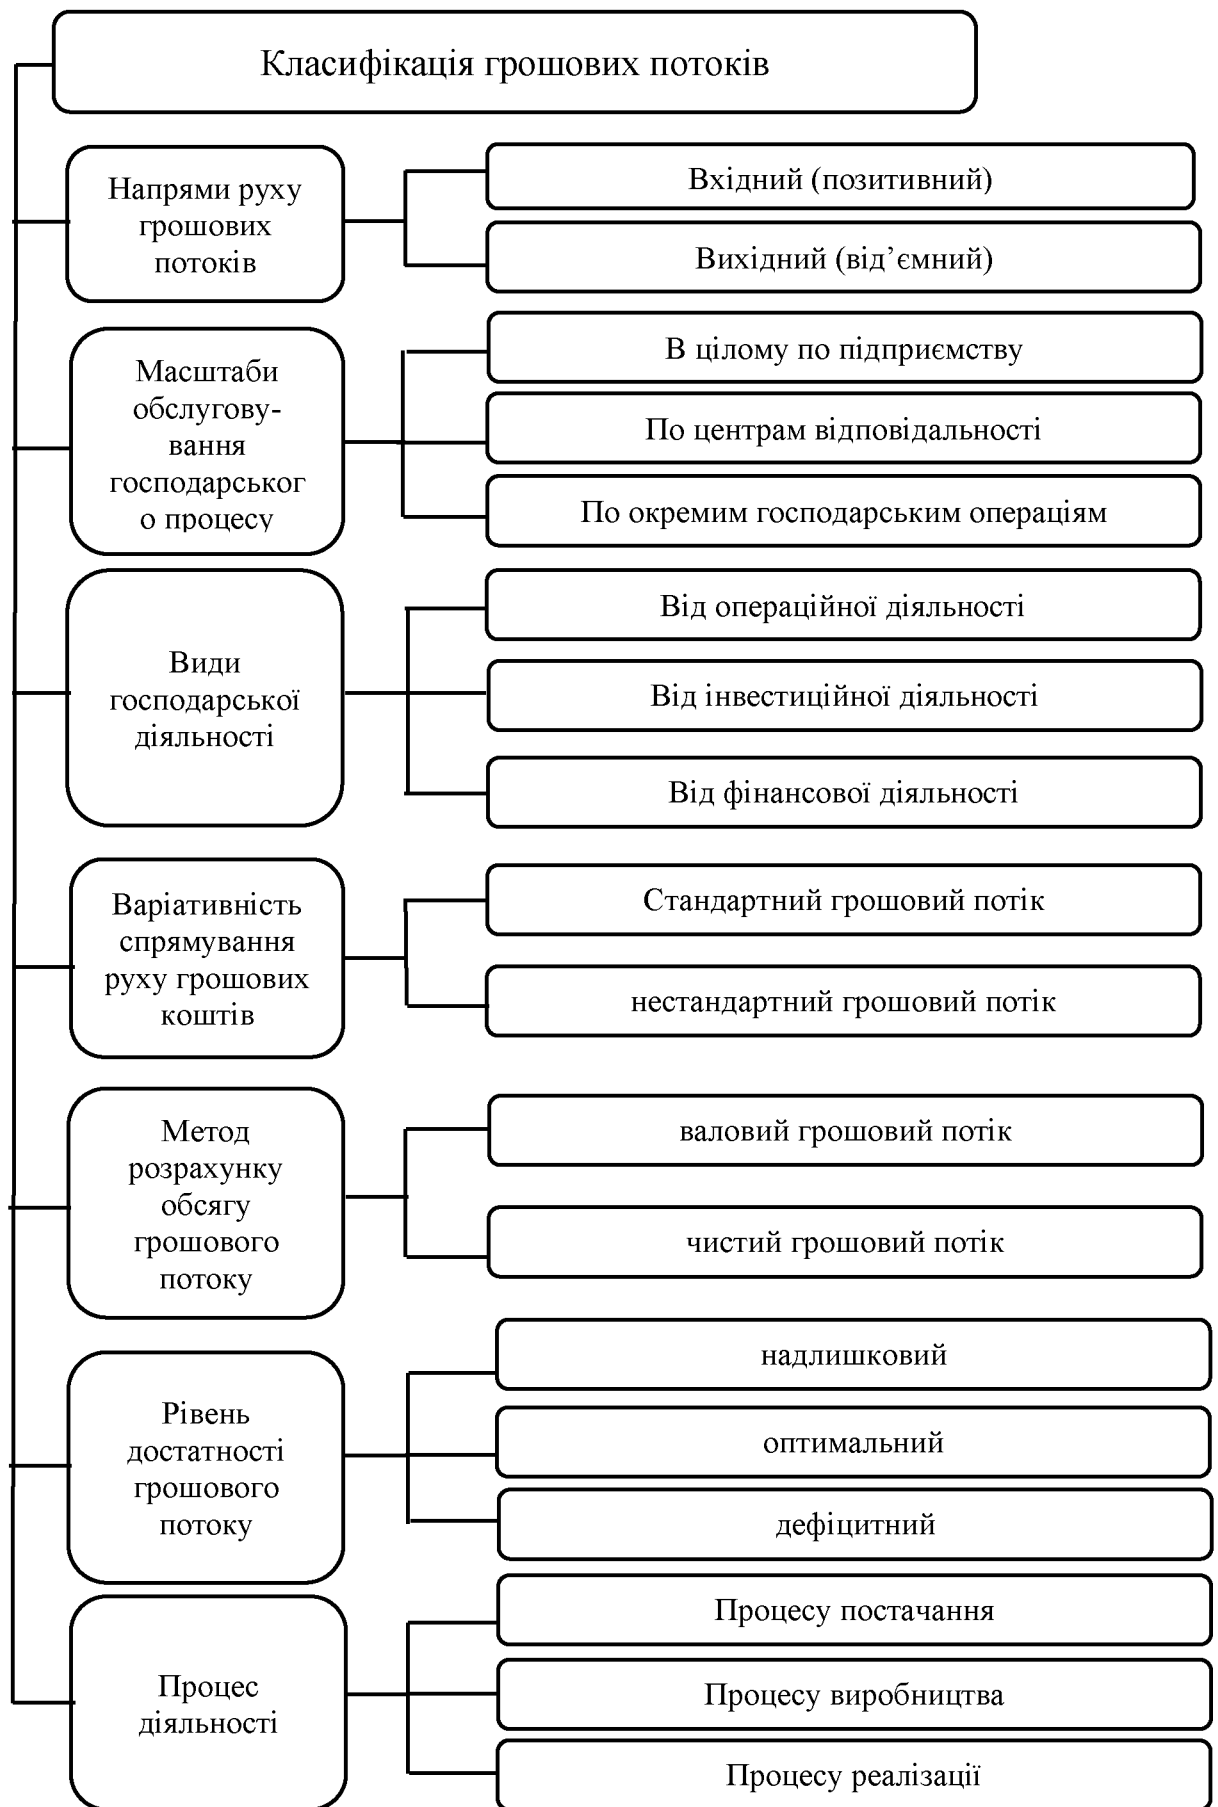 Класифікація грошових потоків
Напрями руху
грошових
потоків
Вхідний (позитивний)
Вихідний (від’ємний)
Масштаби
обслугову-
вання
господарськог
о процесу
В цілому по підприємству
По центрам відповідальності
По окремим господарським операціям
Види
господарської
діяльності
Від операційної діяльності
Від інвестиційної діяльності
Від фінансової діяльності
Варіативність
спрямування
руху грошових
коштів
Стандартний грошовий потік
нестандартний грошовий потік
Метод
розрахунку
обсягу
грошового
потоку
валовий грошовий потік
чистий грошовий потік
Рівень
достатності
грошового
потоку
надлишковий
оптимальний
дефіцитний
Процес
діяльності
Процесу постачання
Процесу виробництва
Процесу реалізації